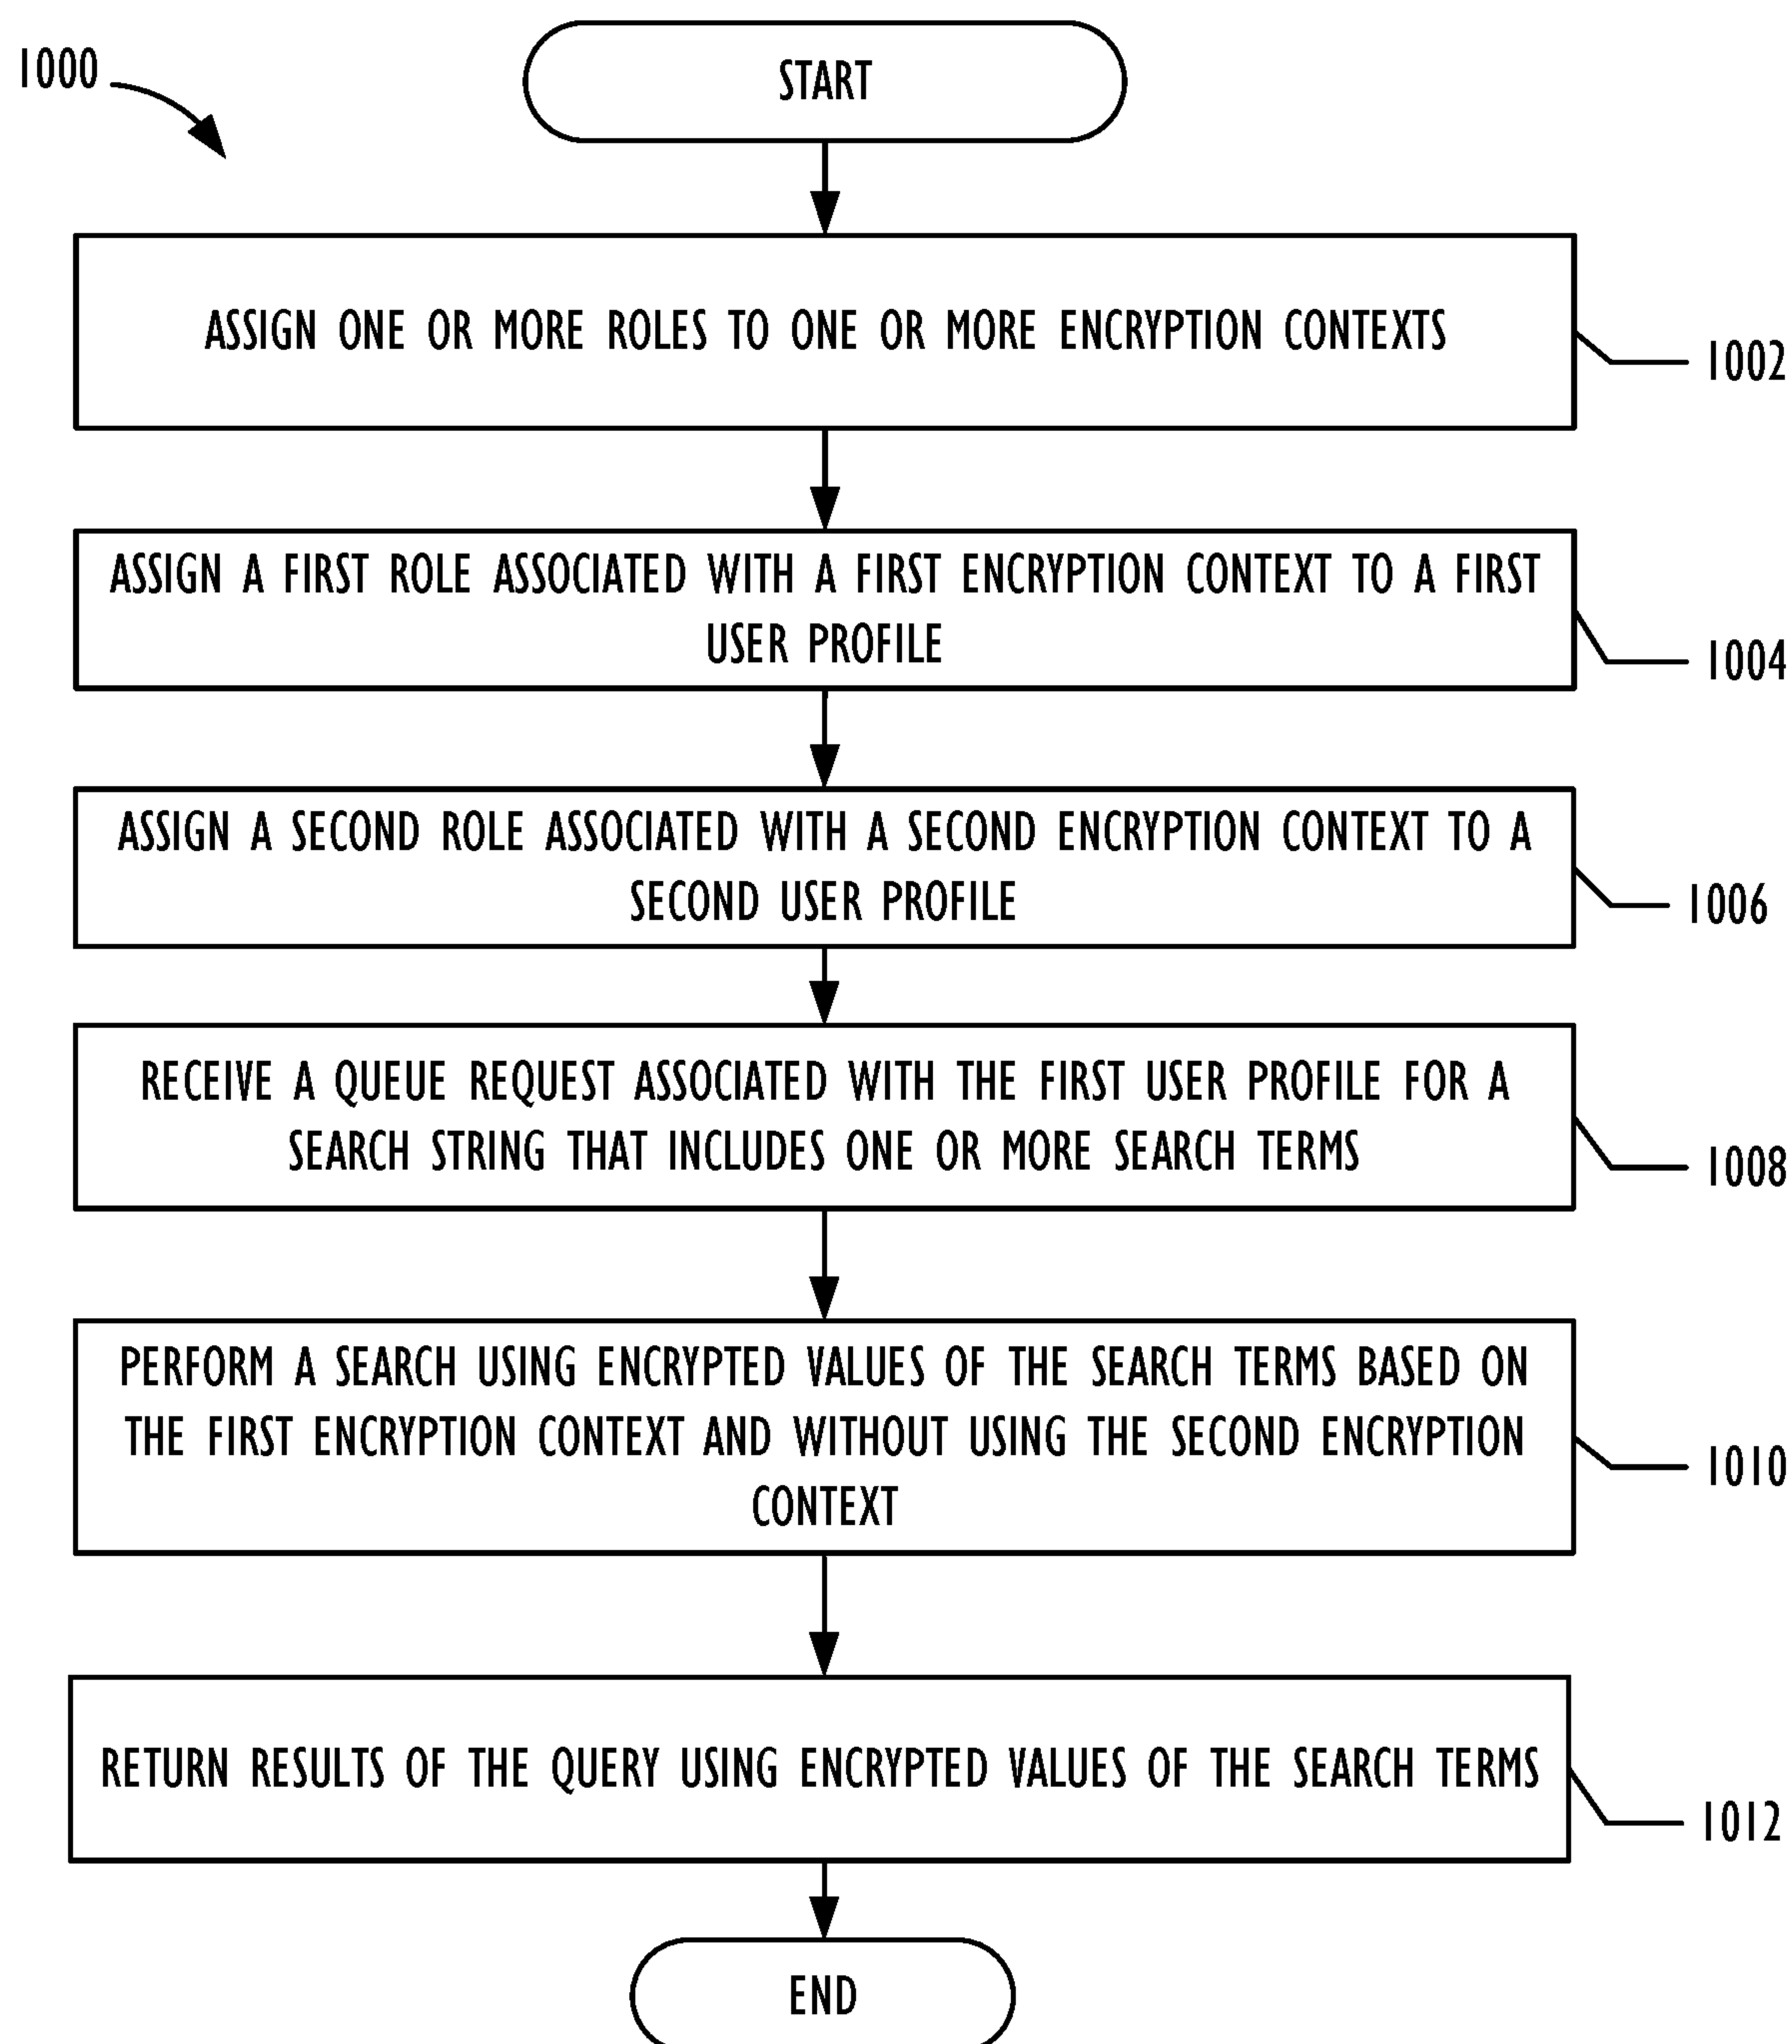 1000
START
ASSIGN ONE OR MORE ROLES TO ONE OR MORE ENCRYPTION CONTEXTS
1002
ASSIGN A FIRST ROLE ASSOCIATED WITH A FIRST ENCRYPTION CONTEXT TO A FIRST
USER PROFILE
1004
ASSIGN A SECOND ROLE ASSOCIATED WITH A SECOND ENCRYPTION CONTEXT TO A
SECOND USER PROFILE
1006
RECEIVE A QUEUE REQUEST ASSOCIATED WITH THE FIRST USER PROFILE FOR A
SEARCH STRING THAT INCLUDES ONE OR MORE SEARCH TERMS
1008
PERFORM A SEARCH USING ENCRYPTED VALUES OF THE SEARCH TERMS BASED ON
THE FIRST ENCRYPTION CONTEXT AND WITHOUT USING THE SECOND ENCRYPTION
CONTEXT
1010
RETURN RESULTS OF THE QUERY USING ENCRYPTED VALUES OF THE SEARCH TERMS
1012
END